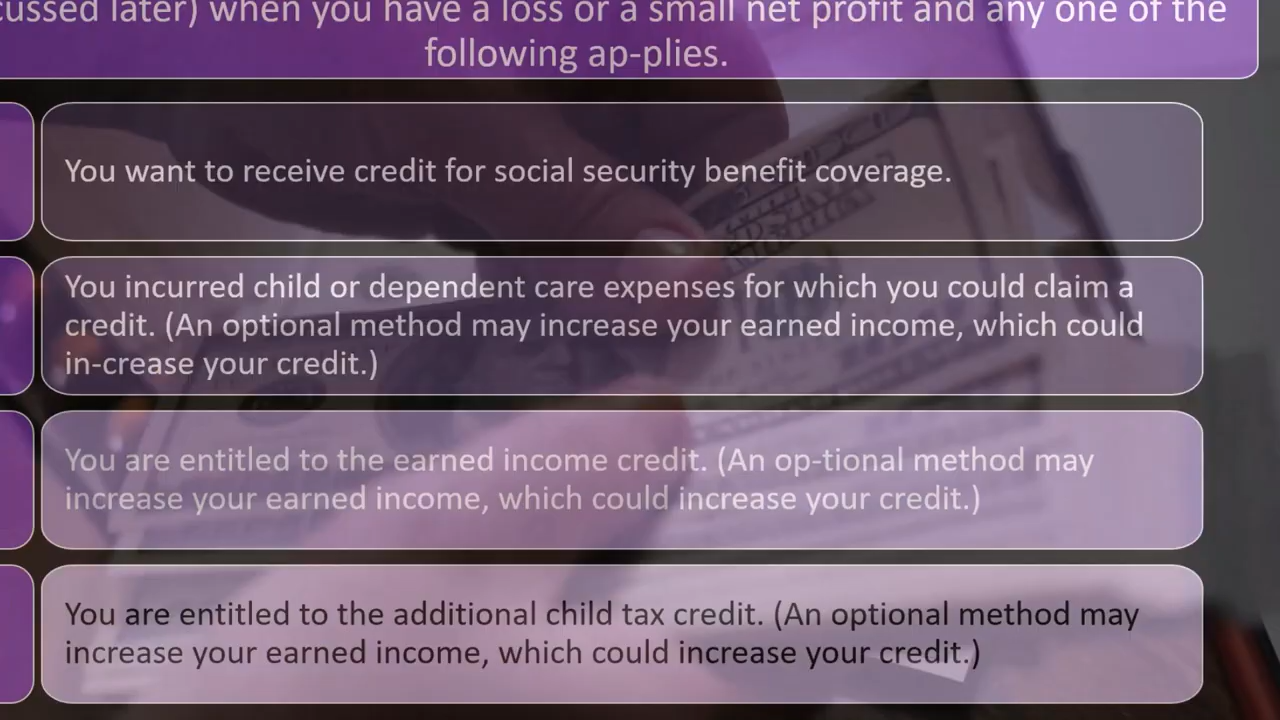 cussed later) when you have a loss or a small net profit and any one of the
following ap-plies.
You want to receive credit for social security benefit coverage.
You incurred child or dependent care expenses for which you could claim a
credit. (An optional method may increase your earned income, which could
in-crease your credit.)
You are entitled to the earned income credit. (An op-tional method may
increase your earned income, which could increase your credit.)
You are entitled to the additional child tax credit. (An optional method may
increase your earned income, which could increase your credit.)